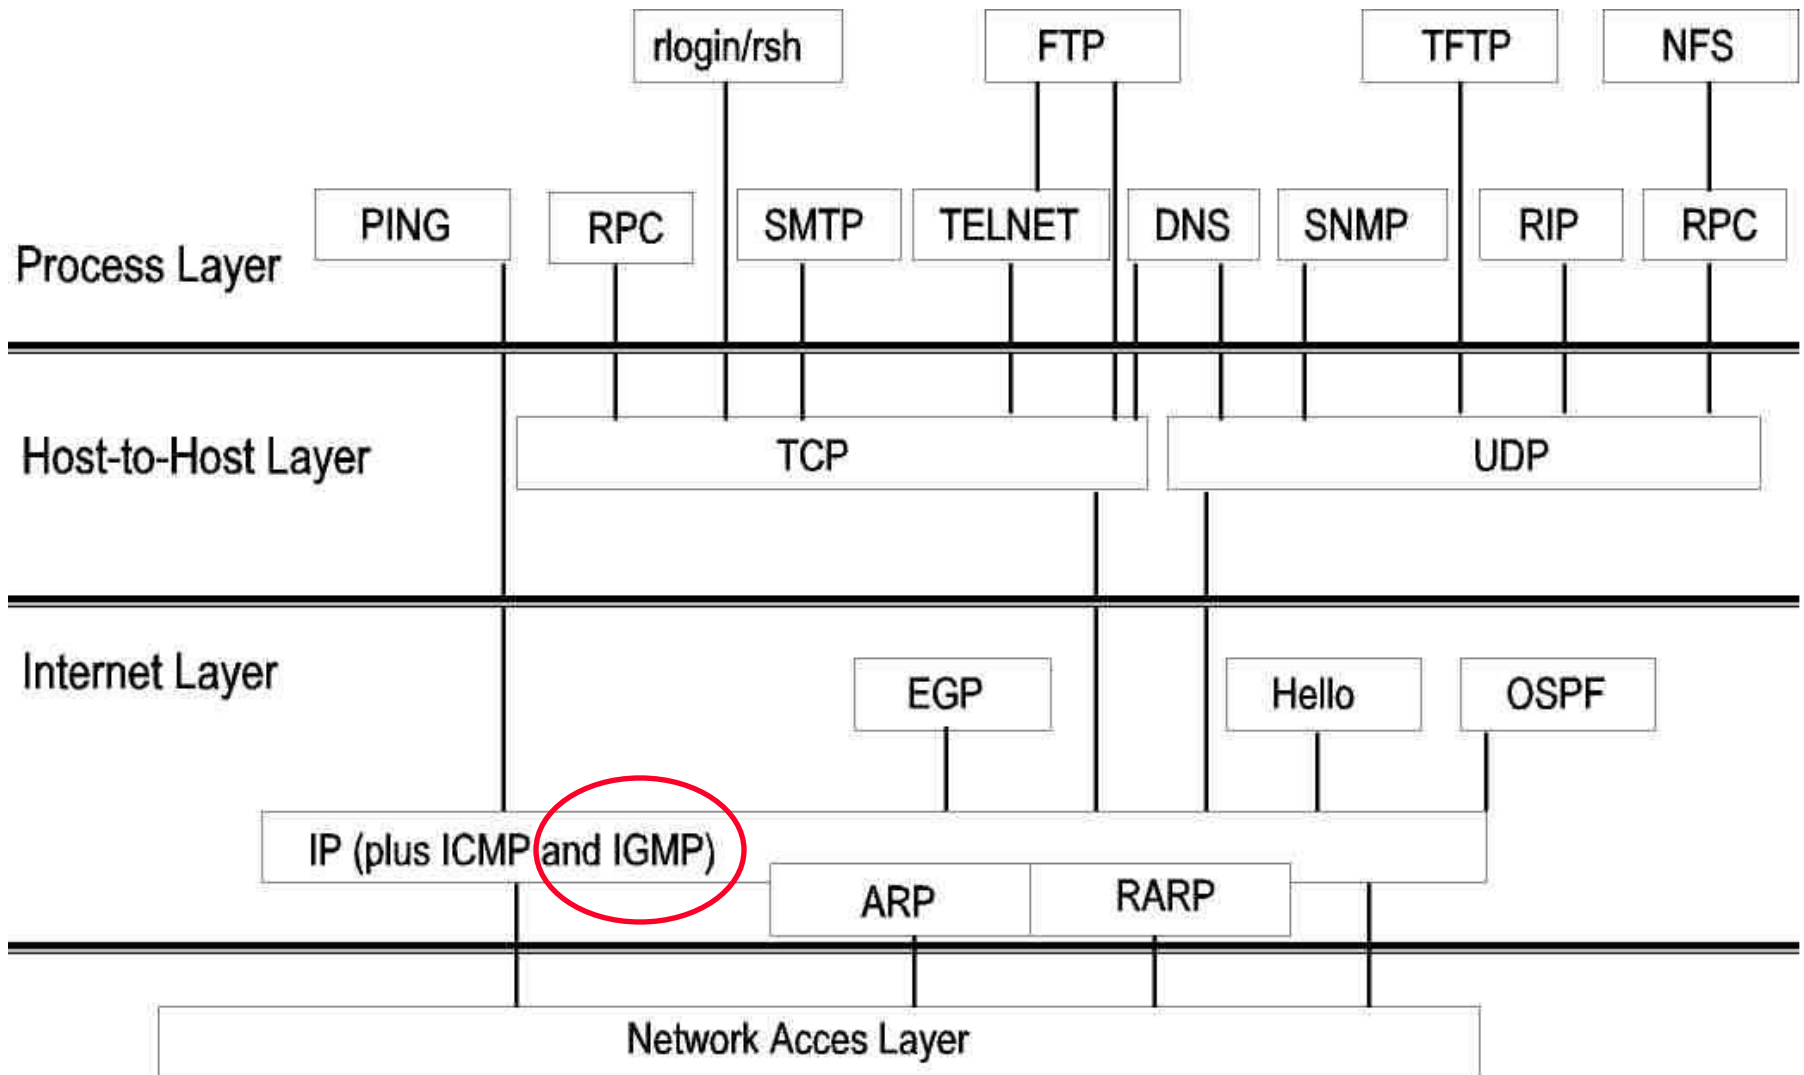 rlogin/rsh
FTP
TFTP
NFS
PING
RPC
SMTP
TELNET
DNS
SNMP
RIP
RPC
Process Layer
Host-to-Host Layer
TCP
UDP
Internet Layer
EGP
Hello
OSPF
IP (plus ICMP and IGMP)
ARP
RARP
Network Acces Layer